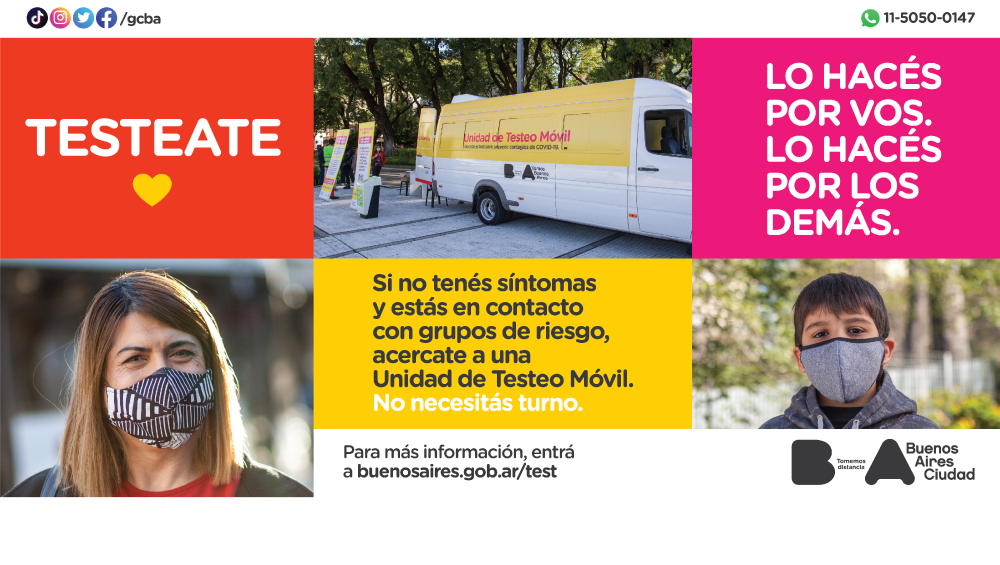 /gcba
11-5050-0147
TESTEATE
Unidad de Testeo Móvil
Buenos
Aires
LO HACÉS
POR VOS.
LO HACÉS
POR LOS
DEMÁS.
Si no tenés síntomas
y estás en contacto
con grupos de riesgo,
acercate a una
Unidad de Testeo Móvil.
No necesitás turno.
Para más información, entrá
a buenosaires.gob.ar/test
B Tomemos distancia A
Buenos
Aires
Ciudad